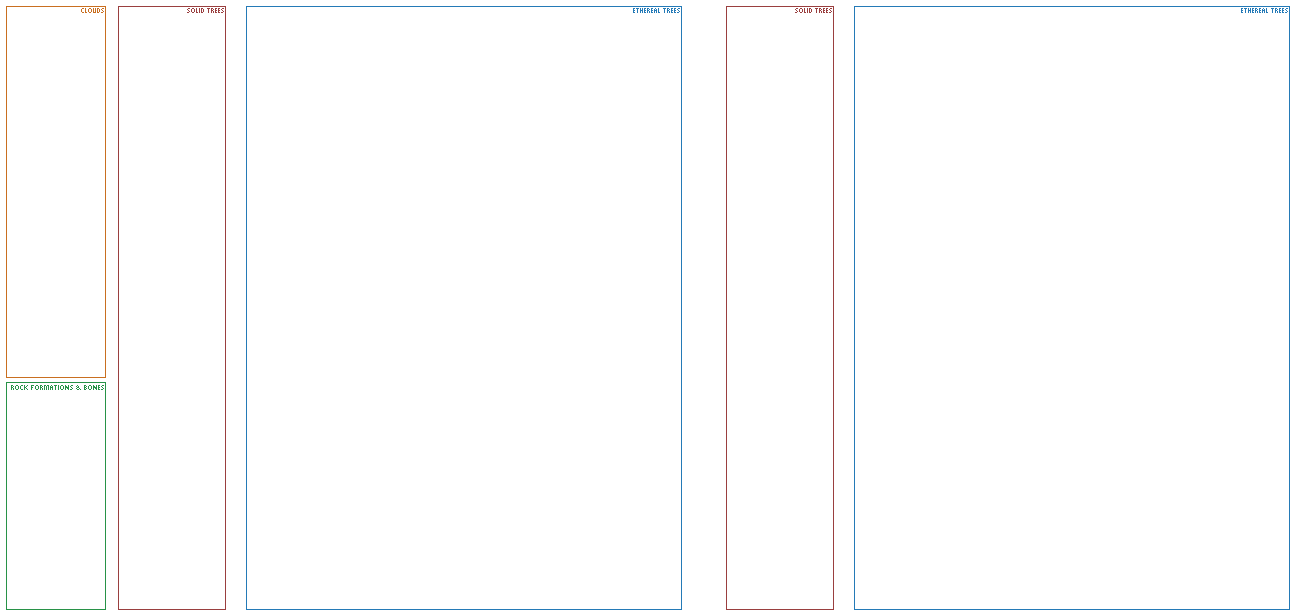 CLOUDS
SOLID TREES
ETHEREAL TREES
SOLID TREES
ETHEREAL TREES
ROCK FORMATIONS & BONES